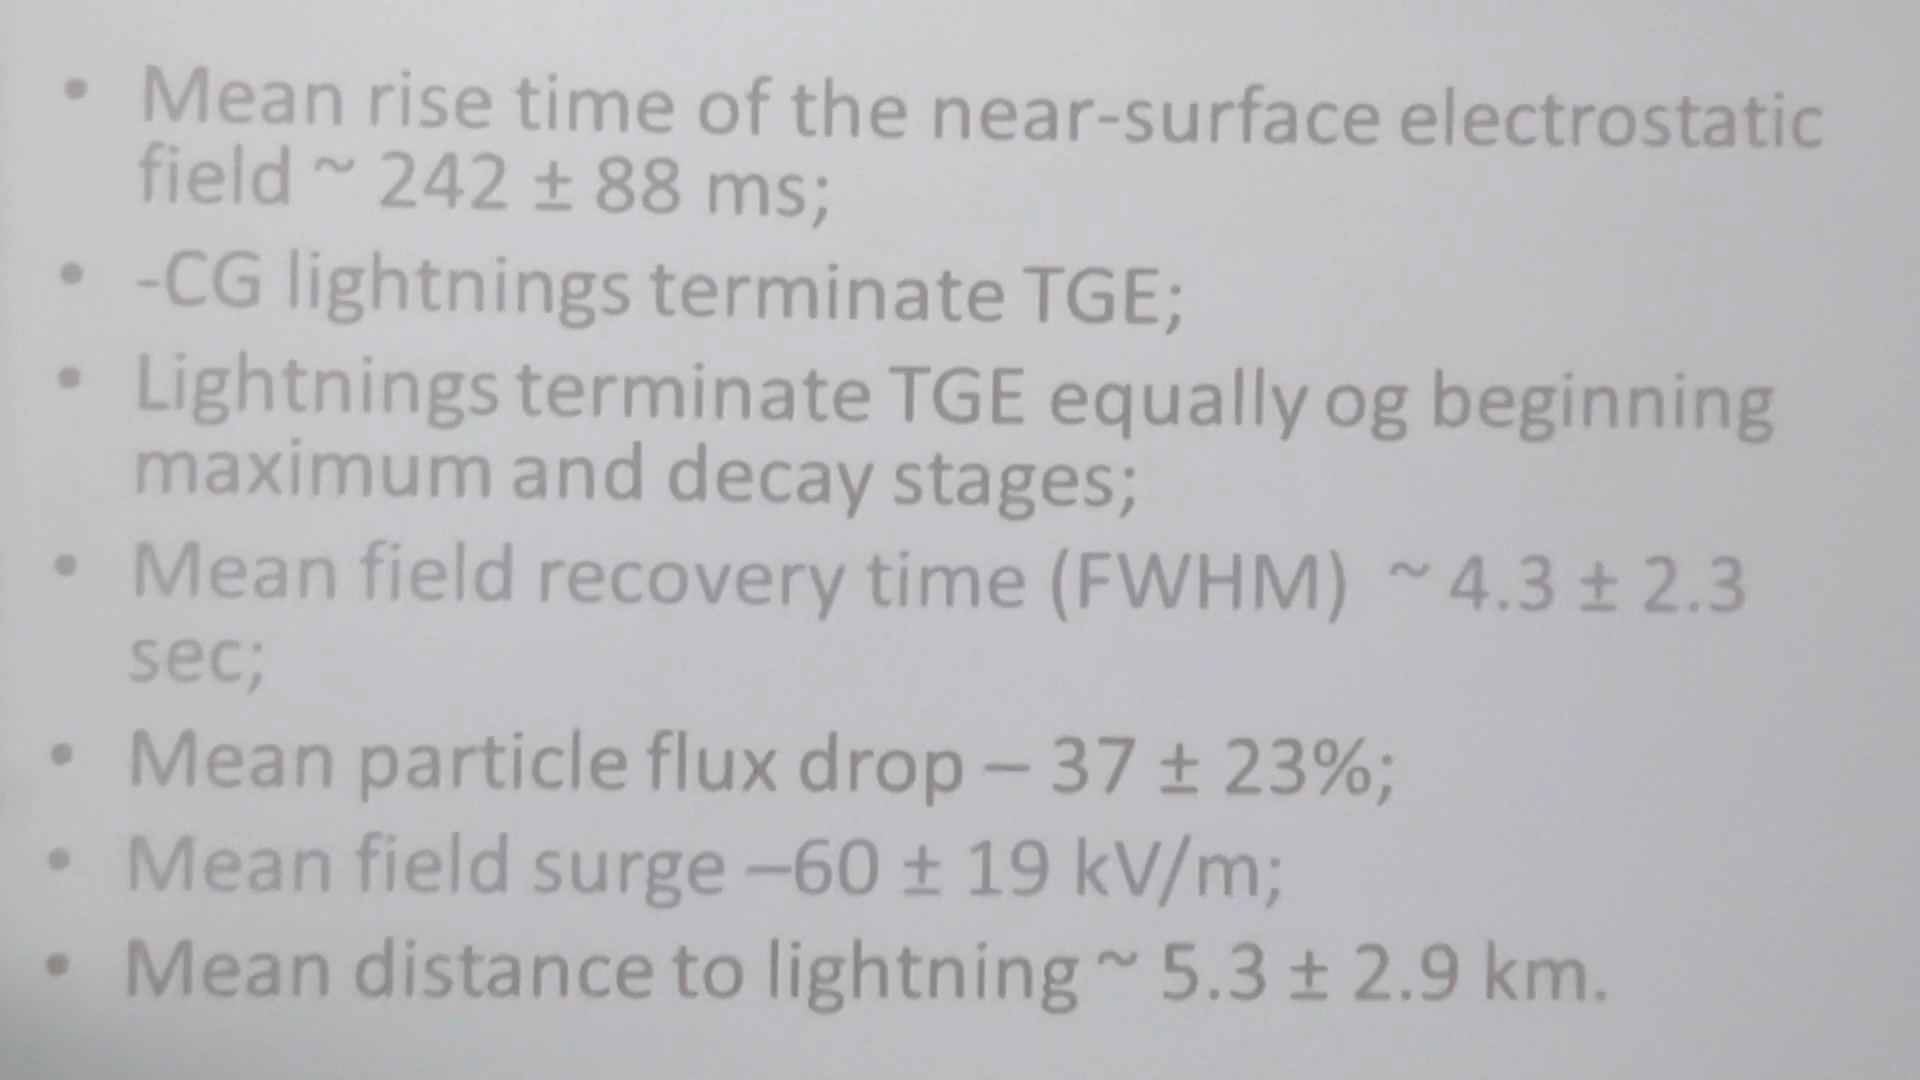 • Mean rise time of the near-surface electrostatic
field ~ 242 ± 88 ms;
• -CG lightnings terminate TGE;
• Lightnings terminate TGE equally og beginning
maximum and decay stages;
• Mean field recovery time (FWHM) ~ 4.3 ± 2.3
sec;
• Mean particle flux drop – 37 ± 23%;
• Mean field surge –60 ± 19 kV/m;
• Mean distance to lightning ~ 5.3 ± 2.9 km.